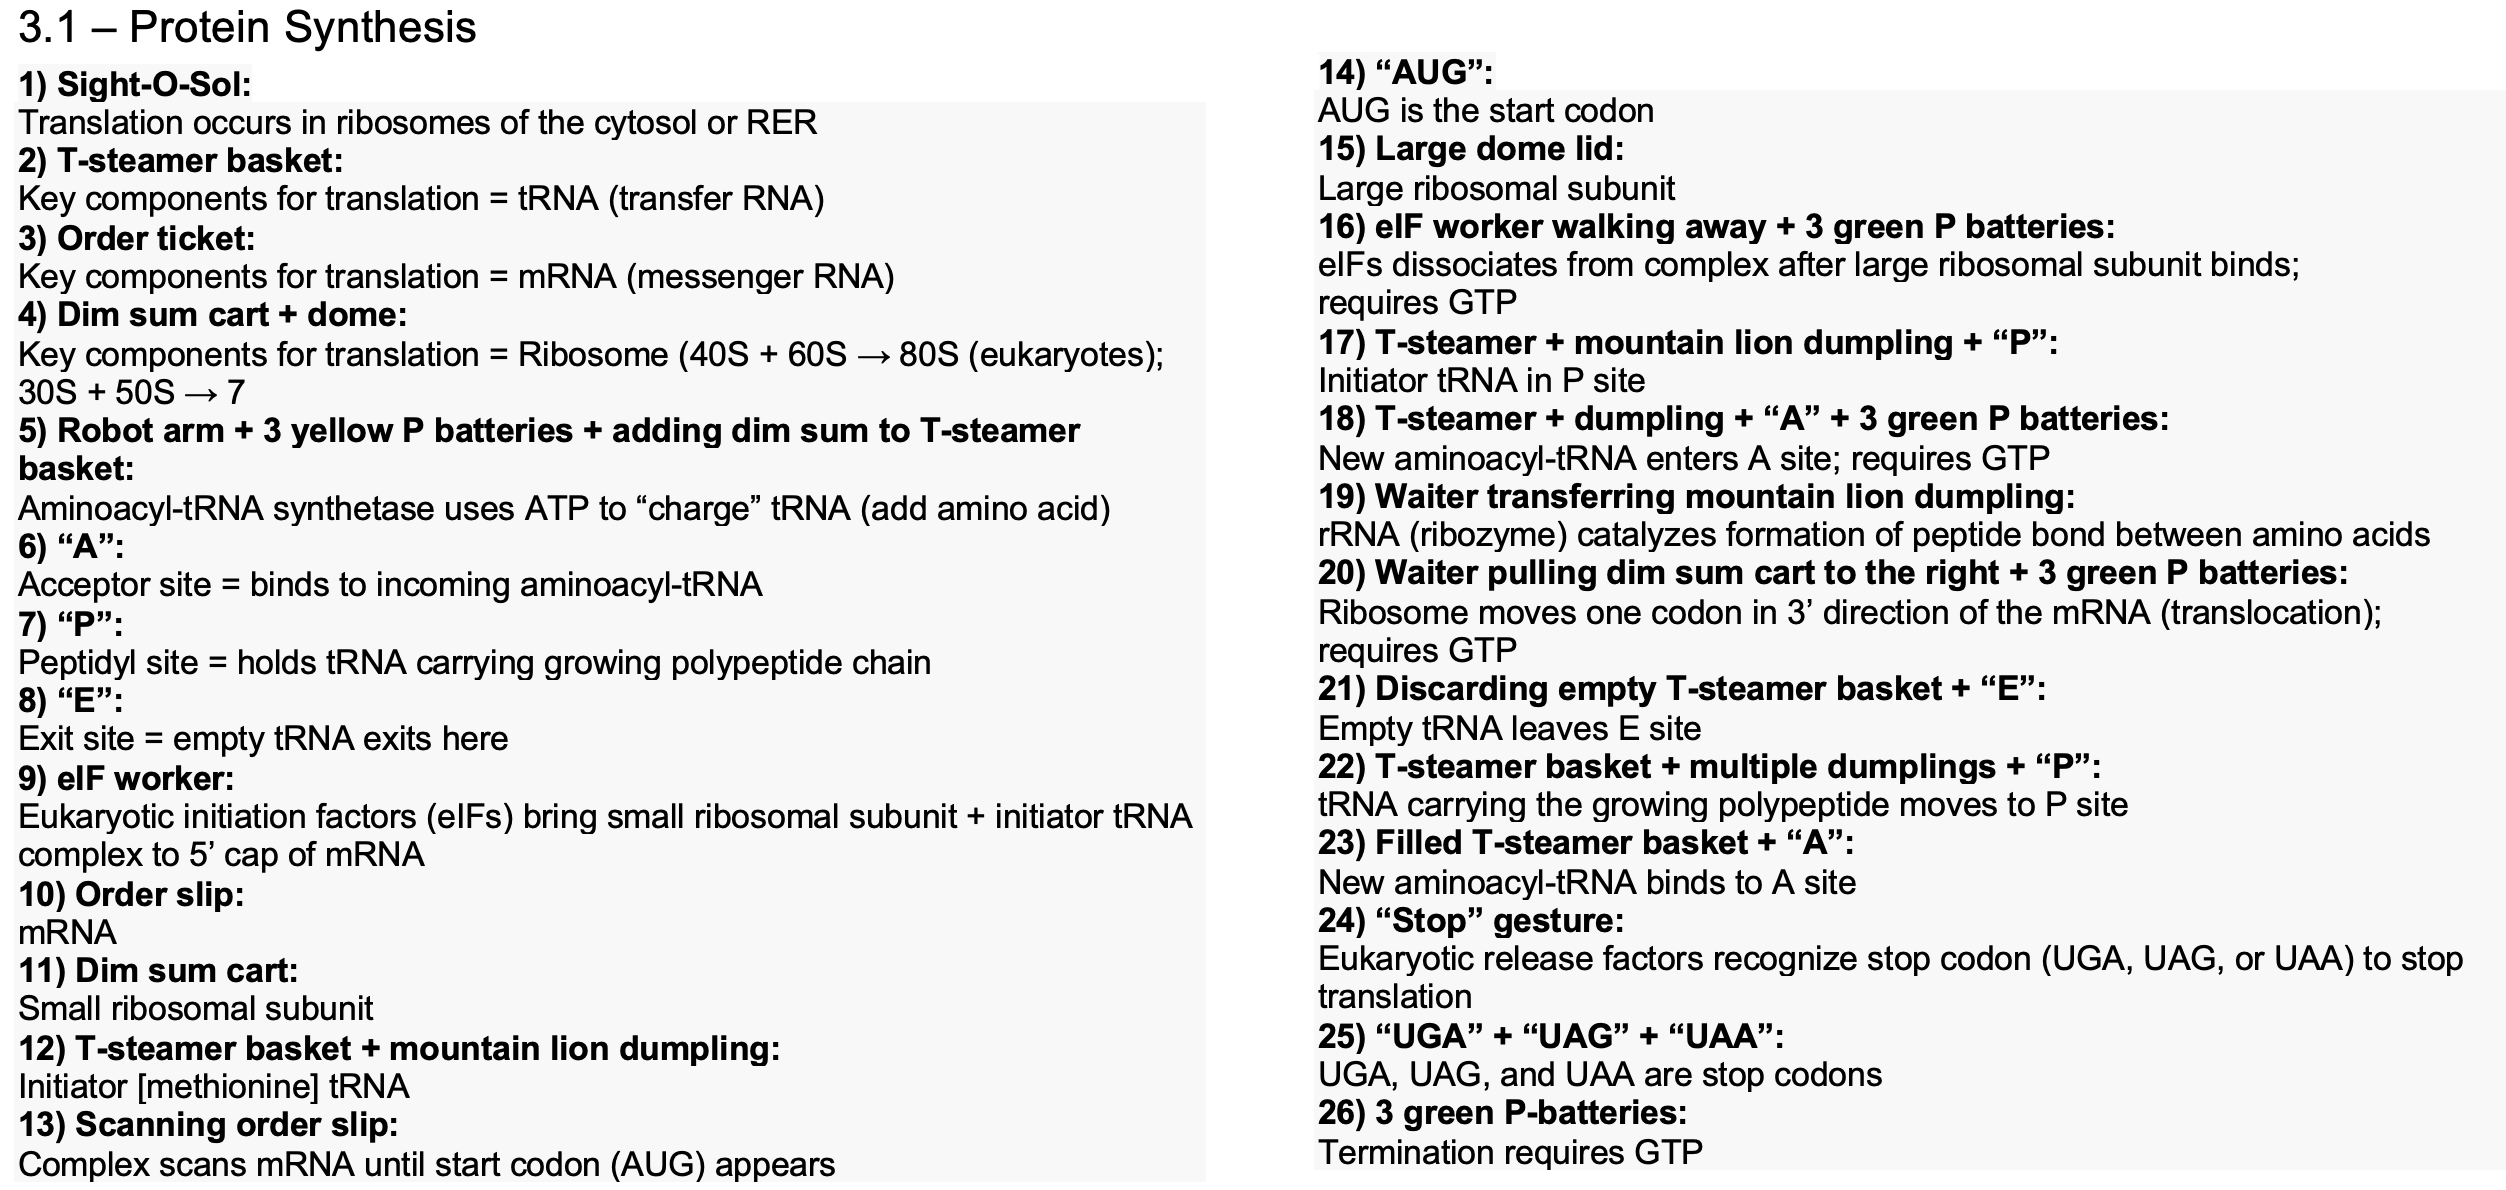 3.1 – Protein Synthesis
1) Sight-O-Sol:
Translation occurs in ribosomes of the cytosol or RER
2) T-steamer basket:
Key components for translation = tRNA (transfer RNA)
3) Order ticket:
Key components for translation = mRNA (messenger RNA)
4) Dim sum cart + dome:
Key components for translation = Ribosome (40S + 60S → 80S (eukaryotes);
30S + 50S → 7
5) Robot arm + 3 yellow P batteries + adding dim sum to T-steamer
basket:
Aminoacyl-tRNA synthetase uses ATP to “charge” tRNA (add amino acid)
6) “A”:
Acceptor site = binds to incoming aminoacyl-tRNA
7) “P”:
Peptidyl site = holds tRNA carrying growing polypeptide chain
8) “E”:
Exit site = empty tRNA exits here
9) eIF worker:
Eukaryotic initiation factors (eIFs) bring small ribosomal subunit + initiator tRNA
complex to 5’ cap of mRNA
10) Order slip:
mRNA
11) Dim sum cart:
Small ribosomal subunit
12) T-steamer basket + mountain lion dumpling:
Initiator [methionine] tRNA
13) Scanning order slip:
Complex scans mRNA until start codon (AUG) appears
14) “AUG”:
AUG is the start codon
15) Large dome lid:
Large ribosomal subunit
16) eIF worker walking away + 3 green P batteries:
eIFs dissociates from complex after large ribosomal subunit binds;
requires GTP
17) T-steamer + mountain lion dumpling + “P”:
Initiator tRNA in P site
18) T-steamer + dumpling + “A” + 3 green P batteries:
New aminoacyl-tRNA enters A site; requires GTP
19) Waiter transferring mountain lion dumpling:
rRNA (ribozyme) catalyzes formation of peptide bond between amino acids
20) Waiter pulling dim sum cart to the right + 3 green P batteries:
Ribosome moves one codon in 3’ direction of the mRNA (translocation);
requires GTP
21) Discarding empty T-steamer basket + “E”:
Empty tRNA leaves E site
22) T-steamer basket + multiple dumplings + “P”:
tRNA carrying the growing polypeptide moves to P site
23) Filled T-steamer basket + “A”:
New aminoacyl-tRNA binds to A site
24) “Stop” gesture:
Eukaryotic release factors recognize stop codon (UGA, UAG, or UAA) to stop
translation
25) “UGA” + “UAG” + “UAA”:
UGA, UAG, and UAA are stop codons
26) 3 green P-batteries:
Termination requires GTP